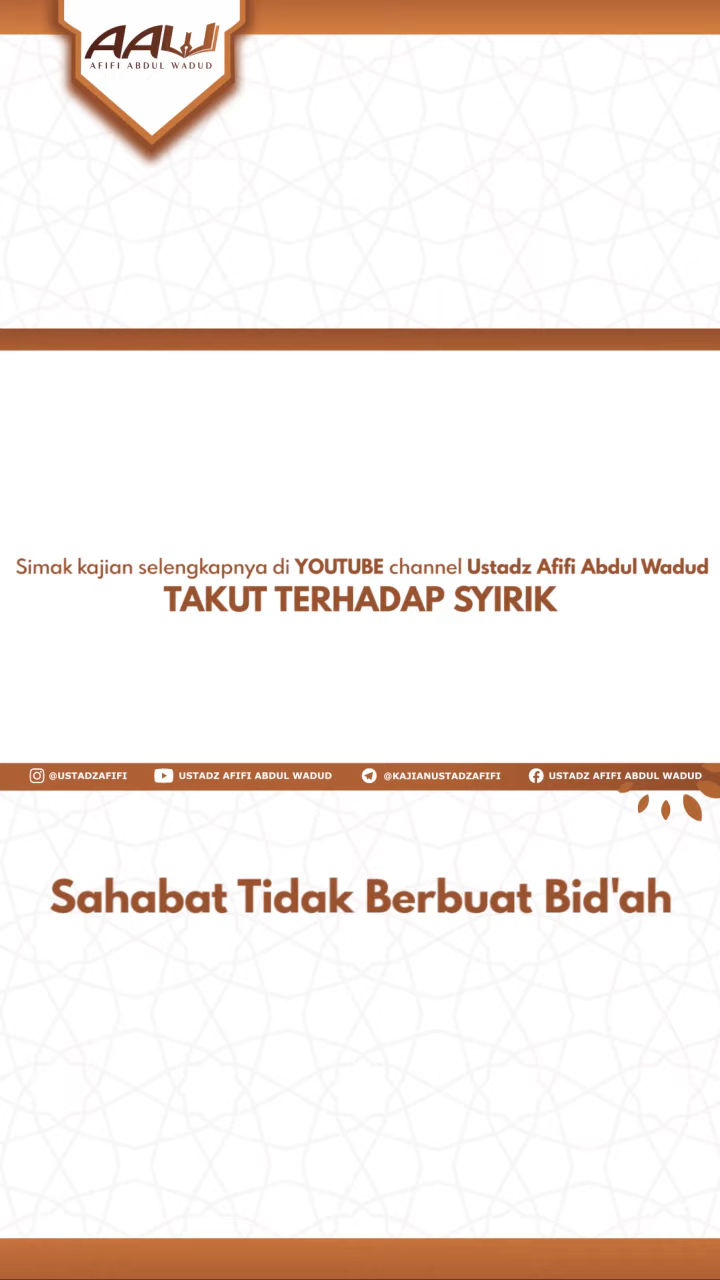 AAW
AFIFI ABDUL WADUD
Simak kajian selengkapnya di YOUTUBE channel Ustadz Afifi Abdul Wadud
TAKUT TERHADAP SYIRIK
@USTADZAFIFI USTADZ AFIFI ABDUL WADUD @KAJIANUSTADZAFIFI USTADZ AFIFI ABDUL WADUD
Sahabat Tidak Berbuat Bid'ah